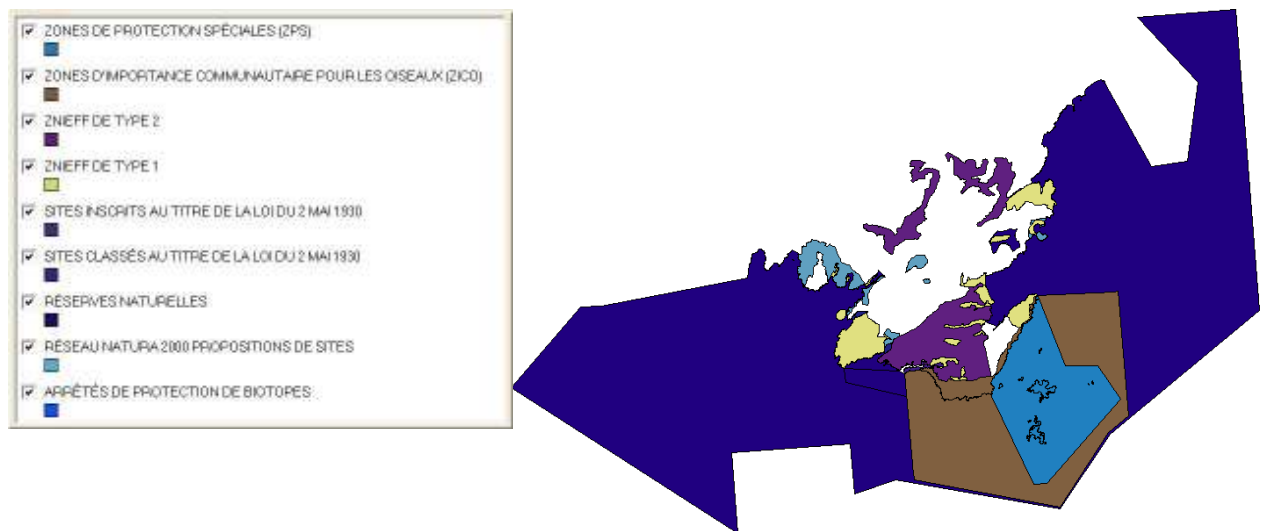 ZONES DE PROTECTION SPÉCIALES (ZPS)
ZONES D'IMPORTANCE COMMUNAUTAIRE POUR LES OISEAUX (ZICO)
ZNIEFF DE TYPE 2
ZNIEFF DE TYPE 1
SITES INSCRITS AU TITRE DE LA LOI DU 2 MAI 1930
SITES CLASSÉS AU TITRE DE LA LOI DU 2 MAI 1930
RÉSERVES NATURELLES
RÉSEAU NATURA 2000 PROPOSITIONS DE SITES
ARRÊTÉS DE PROTECTION DE BIOTOPES